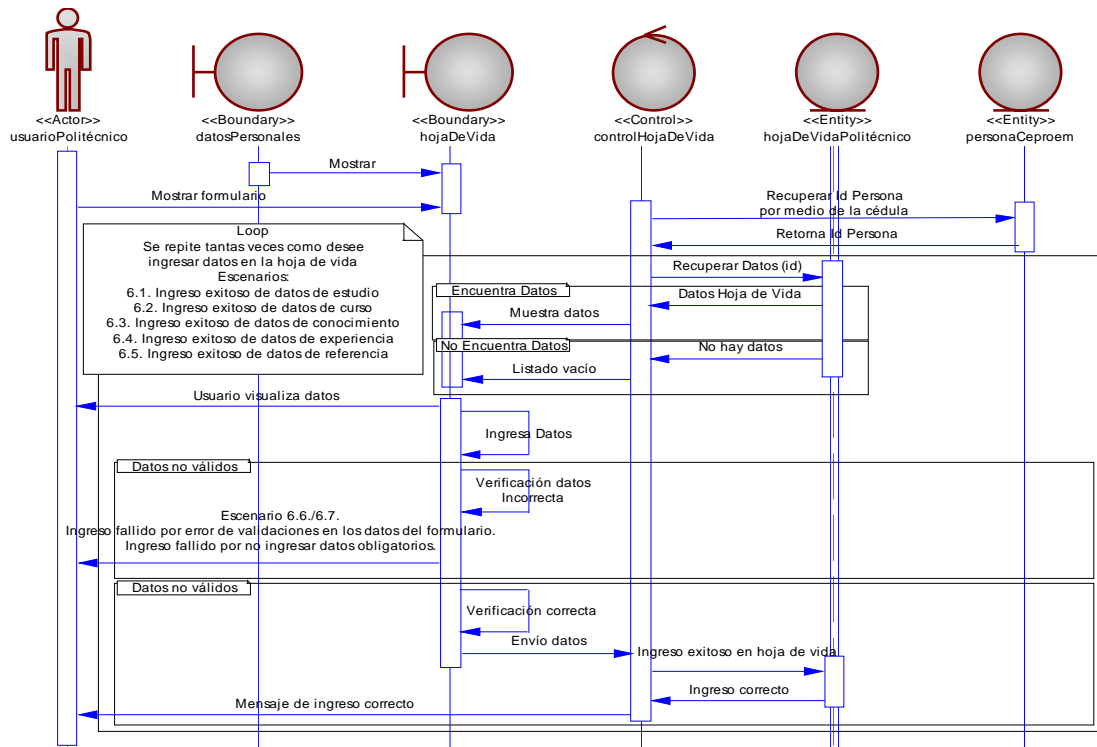 <<Actor>>
usuarioPolitécnico
<<Boundary>>
datosPersonales
<<Boundary>>
hojaDeVida
<<Control>>
controlHojaDeVida
<<Entity>>
hojaDeVidaPolitécnico
<<Entity>>
personaCeproem
Mostrar
Mostrar formulario
Recuperar Id Persona
por medio de la cédula
Retorna Id Persona
Loop
Se repite tantas veces como desee
ingresar datos en la hoja de vida
Escenarios:
6.1. Ingreso exitoso de datos de estudio
6.2. Ingreso exitoso de datos de curso
6.3. Ingreso exitoso de datos de conocimiento
6.4. Ingreso exitoso de datos de experiencia
6.5. Ingreso exitoso de datos de referencia
Recuperar Datos (id)
Encuentra Datos
Datos Hoja de Vida
Muestra datos
No Encuentra Datos
No hay datos
Listado vacío
Usuario visualiza datos
Ingresa Datos
Datos no válidos
Verificación datos
Incorrecta
Escenario 6.6./6.7.
Ingreso fallido por error de validaciones en los datos del formulario.
Ingreso fallido por no ingresar datos obligatorios.
Datos no válidos
Verificación correcta
Envío datos
Ingreso exitoso en hoja de vida
Ingreso correcto
Mensaje de ingreso correcto